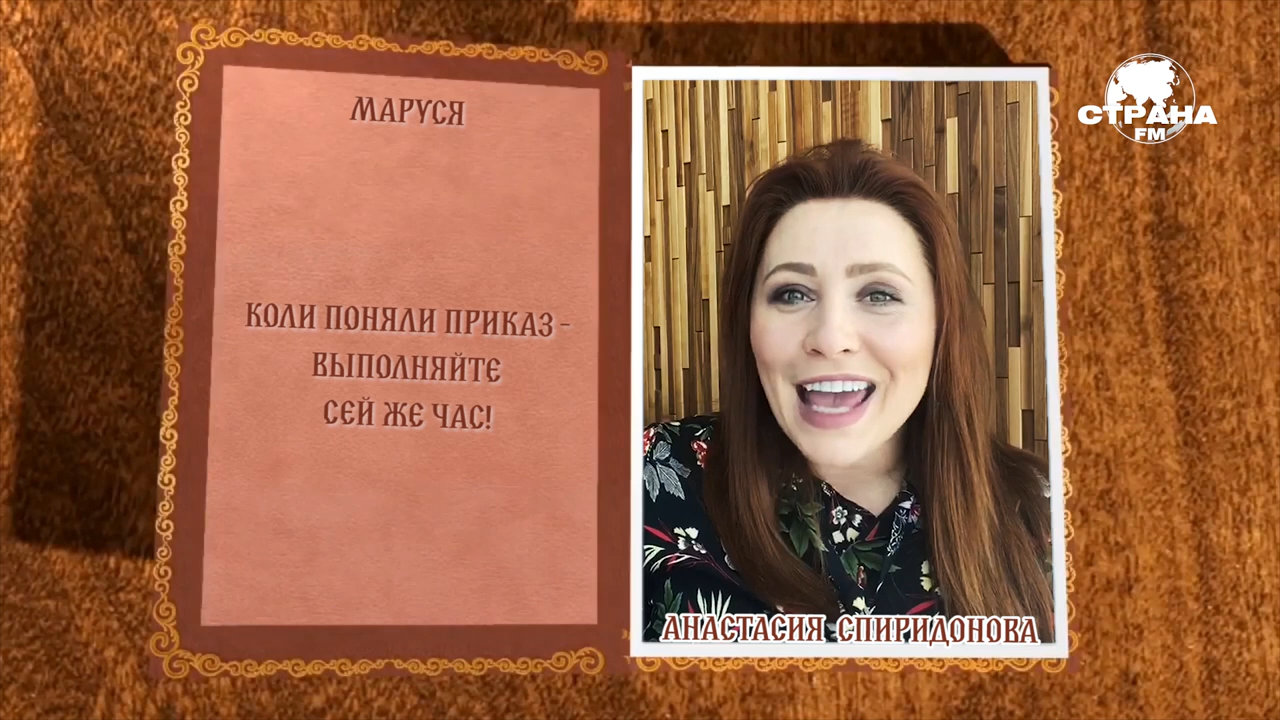 МАРУСЯ
КОЛИ ПОНЯЛИ ПРИКАЗ -
ВЫПОЛНЯЙТЕ
СЕЙ ЖЕ ЧАС!
СТРАНА
FM
АНАСТАСИЯ СПИРИДОНОВА